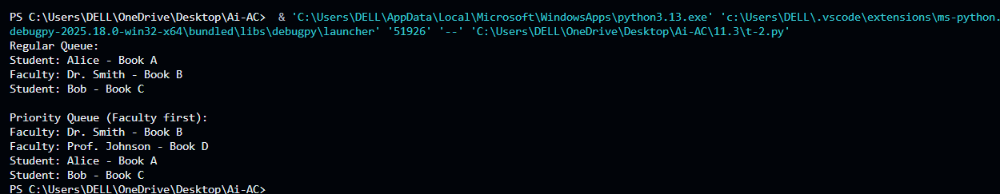 PS C:\Users\DELL\OneDrive\Desktop\Ai-AC>  & 'C:\Users\DELL\AppData\Local\Microsoft\WindowsApps\python3.13.exe' 'c:\Users\DELL\.vscode\extensions\ms-python.
debugpy-2025.18.0-win32-x64\bundled\libs\debugpy\launcher' '51926' '--' 'C:\Users\DELL\OneDrive\Desktop\Ai-AC\11.3\t-2.py'
Regular Queue:
Student: Alice - Book A
Faculty: Dr. Smith - Book B
Student: Bob - Book C

Priority Queue (Faculty first):
Faculty: Dr. Smith - Book B
Faculty: Prof. Johnson - Book D
Student: Alice - Book A
Student: Bob - Book C
PS C:\Users\DELL\OneDrive\Desktop\Ai-AC>